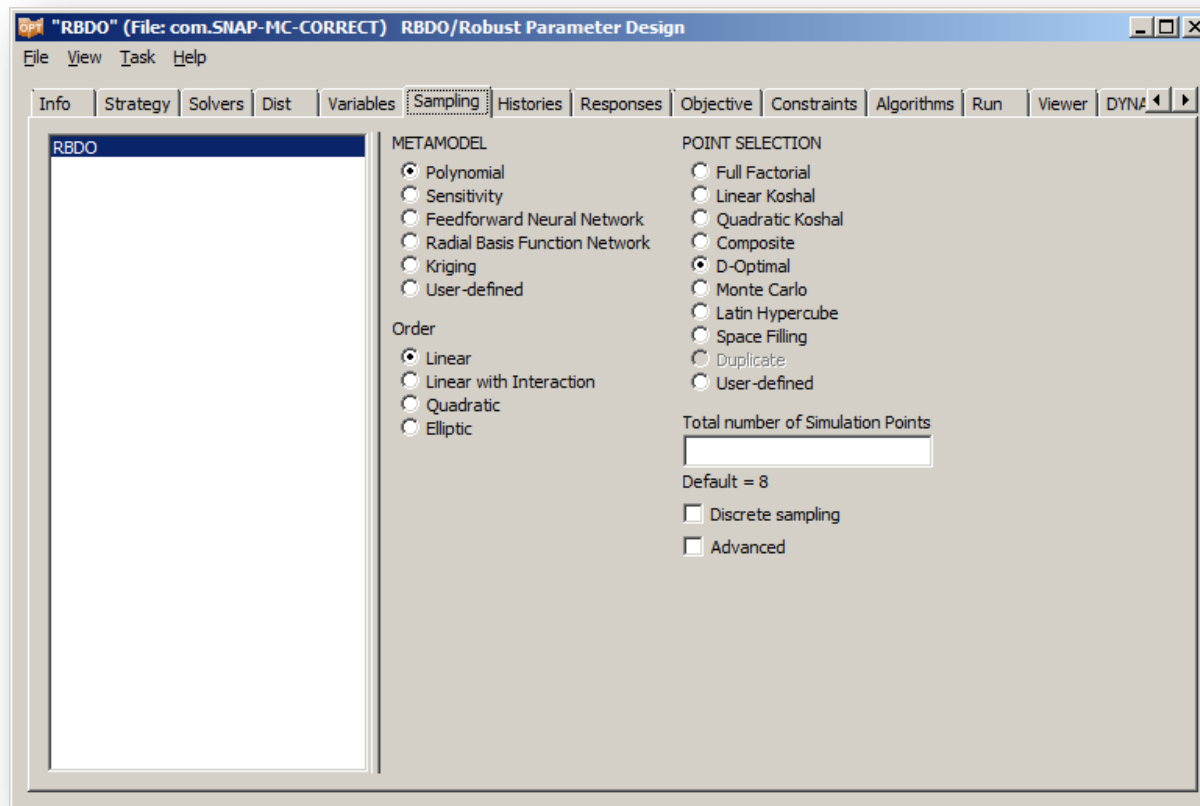 OPT "RBDO" (File: com.SNAP-MC-CORRECT) RBDO/Robust Parameter Design
File View Task Help
Info Strategy Solvers Dist Variables Sampling Histories Responses Objective Constraints Algorithms Run Viewer DYNA
RBDO
METAMODEL
Polynomial
Sensitivity
Feedforward Neural Network
Radial Basis Function Network
Kriging
User-defined
Order
Linear
Linear with Interaction
Quadratic
Elliptic
POINT SELECTION
Full Factorial
Linear Koshal
Quadratic Koshal
Composite
D-Optimal
Monte Carlo
Latin Hypercube
Space Filling
Duplicate
User-defined
Total number of Simulation Points
Default = 8
Discrete sampling
Advanced